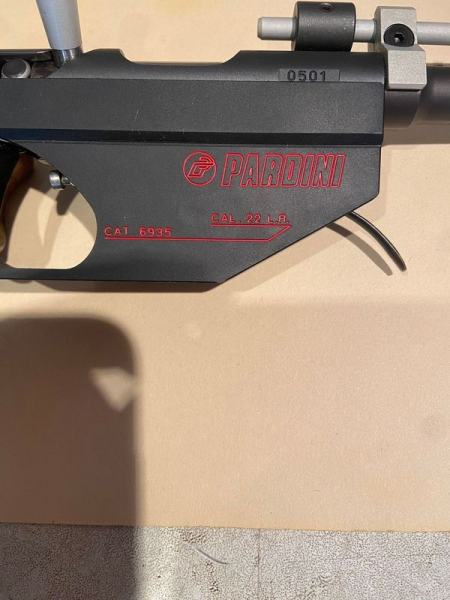 0501
PARDINI
CAL. 22 L.R.
CAT 6935